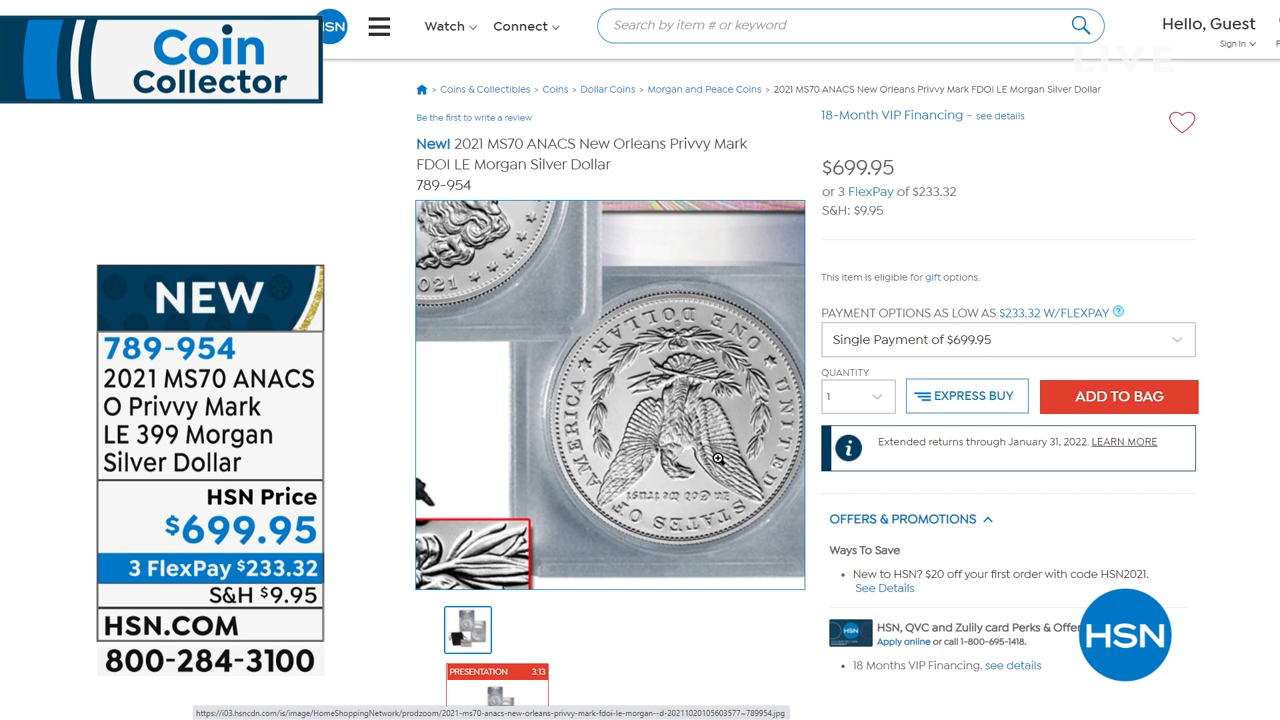 Coin
Collector
HSN
Watch
Connect
Search by item # or keyword
Hello, Guest
Sign In
LIVE
Coins & Collectibles > Coins > Dollar Coins > Morgan and Peace Coins > 2021 MS70 ANACS New Orleans Privvy Mark FDOI LE Morgan Silver Dollar
Be the first to write a review
New! 2021 MS70 ANACS New Orleans Privvy Mark
FDOI LE Morgan Silver Dollar
789-954
18-Month VIP Financing - see details
$699.95
or 3 FlexPay of $233.32
S&H: $9.95
This item is eligible for gift options.
PAYMENT OPTIONS AS LOW AS $233.32 W/FLEXPAY ?
Single Payment of $699.95
QUANTITY
1
EXPRESS BUY
ADD TO BAG
i Extended returns through January 31, 2022. LEARN MORE
OFFERS & PROMOTIONS
Ways To Save
• New to HSN? $20 off your first order with code HSN2021.
See Details
HSN
HSN, QVC and Zulily card Perks & Offer
Apply online or call 1-800-695-1418.
• 18 Months VIP Financing. see details
HSN
NEW
789-954
2021 MS70 ANACS
O Privvy Mark
LE 399 Morgan
Silver Dollar
HSN Price
$699.95
3 FlexPay $233.32
S&H $9.95
HSN.COM
800-284-3100
021
UNITED STATES OF AMERICA
ONE DOLLAR
In God We Trust
PRESENTATION 3:13
https://i03.hsncdn.com/is/image/HomeShoppingNetwork/prodzoom/2021-ms70-anacs-new-orleans-privvy-mark-fdoi-le-morgan--d-20211020105603577~789954.jpg